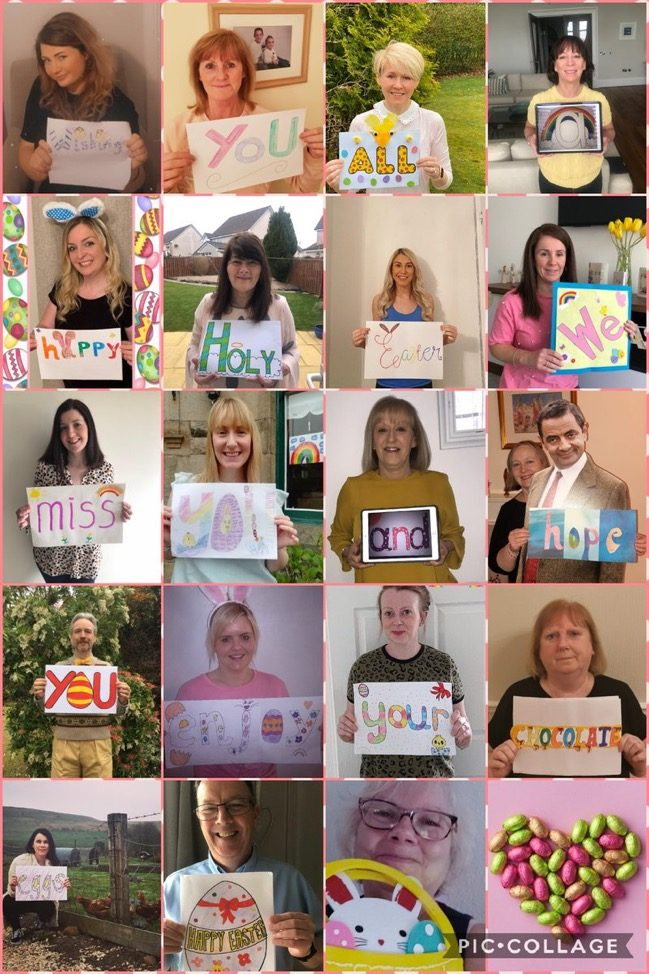 Wishing
YOU
ALL
a
happy
HOLY
Easter
We
miss
YOU
and
hope
YOU
enjoy
your
CHOCOLATE
eggs
HAPPY EASTER
PIC•COLLAGE